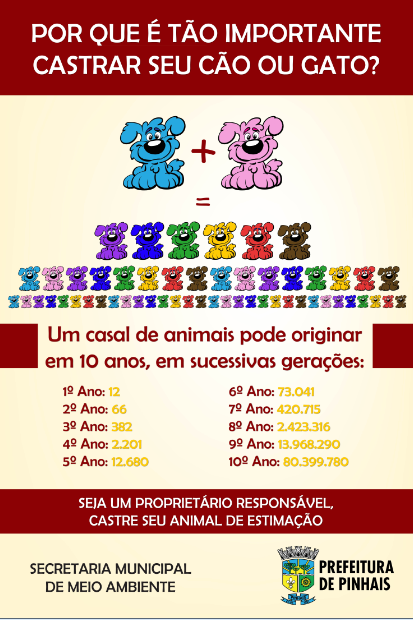 POR QUE É TÃO IMPORTANTE
CASTRAR SEU CÃO OU GATO?
+
=
Um casal de animais pode originar
em 10 anos, em sucessivas gerações:
1º Ano: 12
2º Ano: 66
3º Ano: 382
4º Ano: 2.201
5º Ano: 12.680
6º Ano: 73.041
7º Ano: 420.715
8º Ano: 2.423.316
9º Ano: 13.968.290
10º Ano: 80.399.780
SEJA UM PROPRIETÁRIO RESPONSÁVEL,
CASTRE SEU ANIMAL DE ESTIMAÇÃO
SECRETARIA MUNICIPAL
DE MEIO AMBIENTE
PREFEITURA
DE PINHAIS